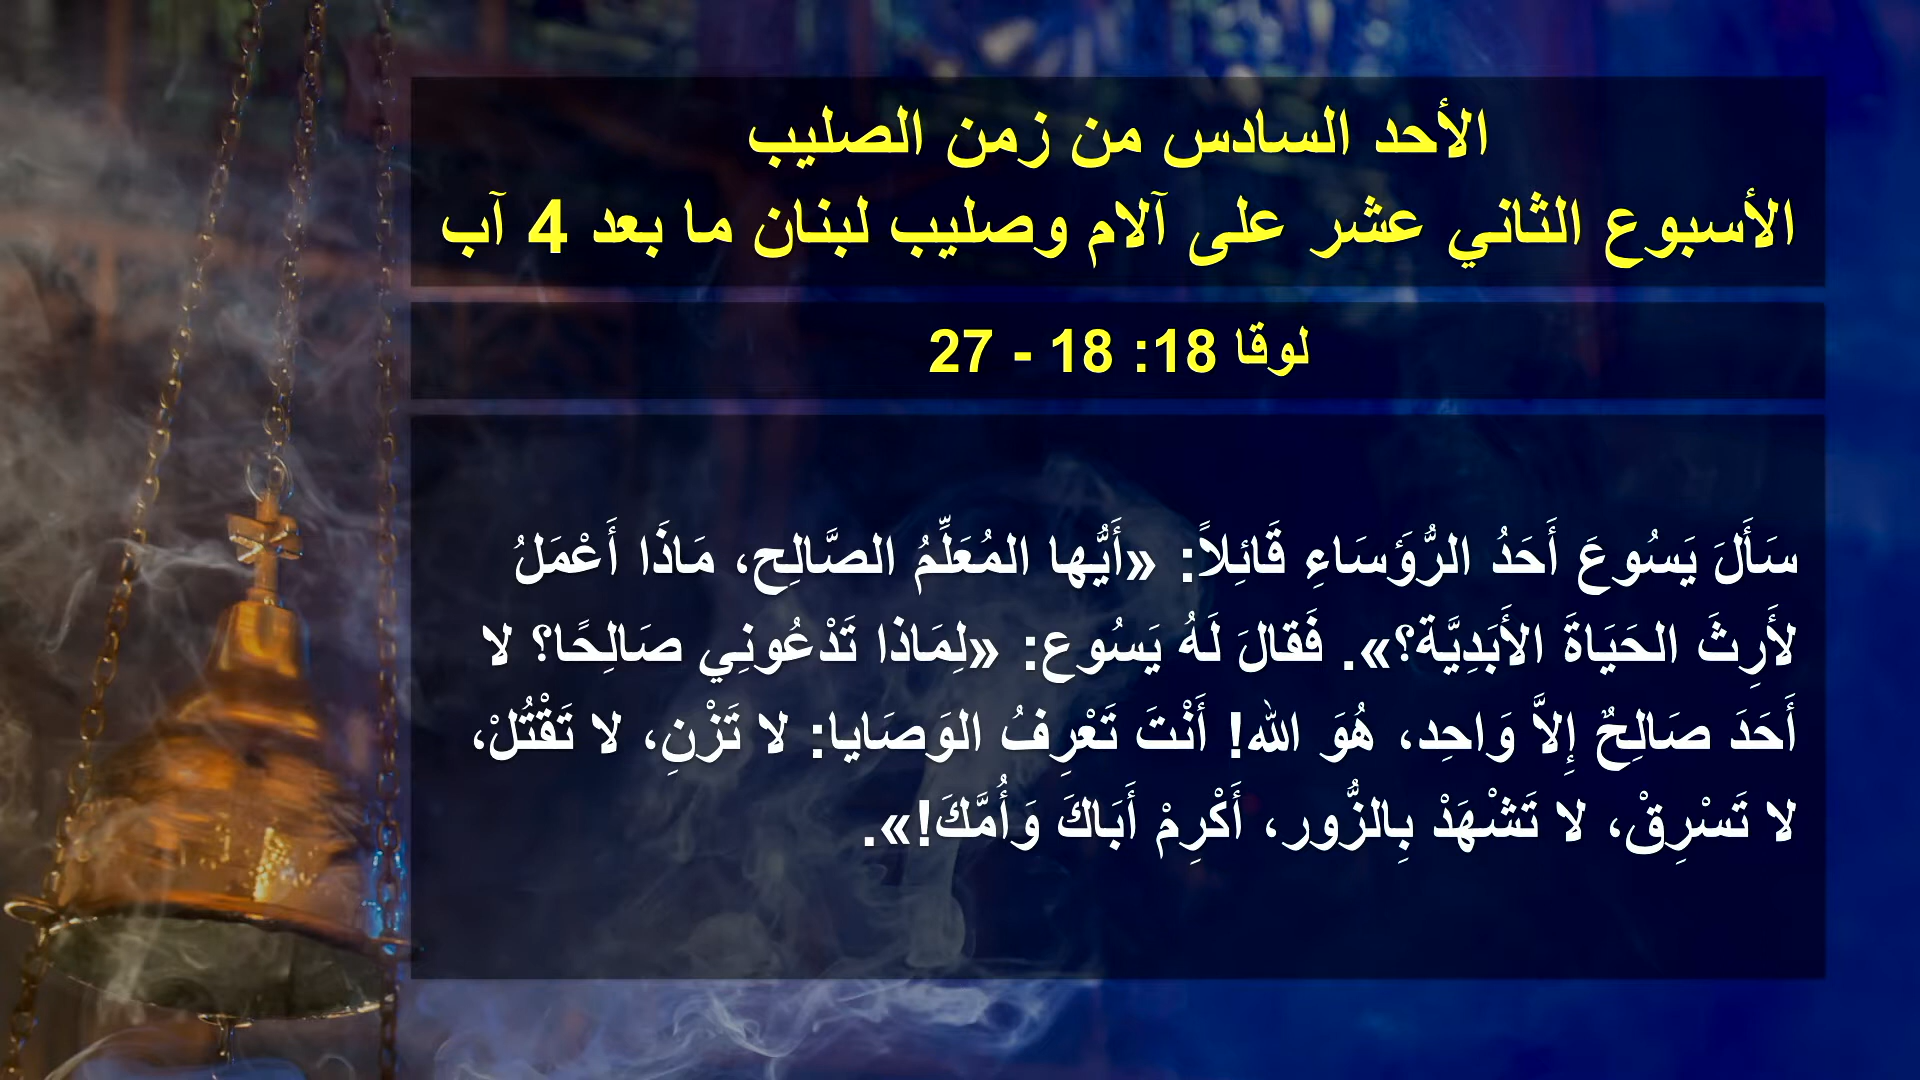 الأحد السادس من زمن الصليب
الأسبوع الثاني عشر على آلام وصليب لبنان ما بعد 4 آب
لوقا 18: 18 - 27
سَأَلَ يَسُوعَ أَحَدُ الرُّؤَسَاءِ قَائِلاً: «أَيُّها المُعَلِّمُ الصَّالِح، مَاذَا أَعْمَلُ
لأَرِثَ الحَيَاةَ الأَبَدِيَّة؟». فَقالَ لَهُ يَسُوع: «لِمَاذا تَدْعُونِي صَالِحًا؟ لا
أَحَدَ صَالِحٌ إِلاَّ وَاحِد، هُوَ الله! أَنْتَ تَعْرِفُ الوَصَايا: لا تَزْنِ، لا تَقْتُلْ،
لا تَسْرِقْ، لا تَشْهَدْ بِالزُّور، أَكْرِمْ أَبَاكَ وَأُمَّكَ!».